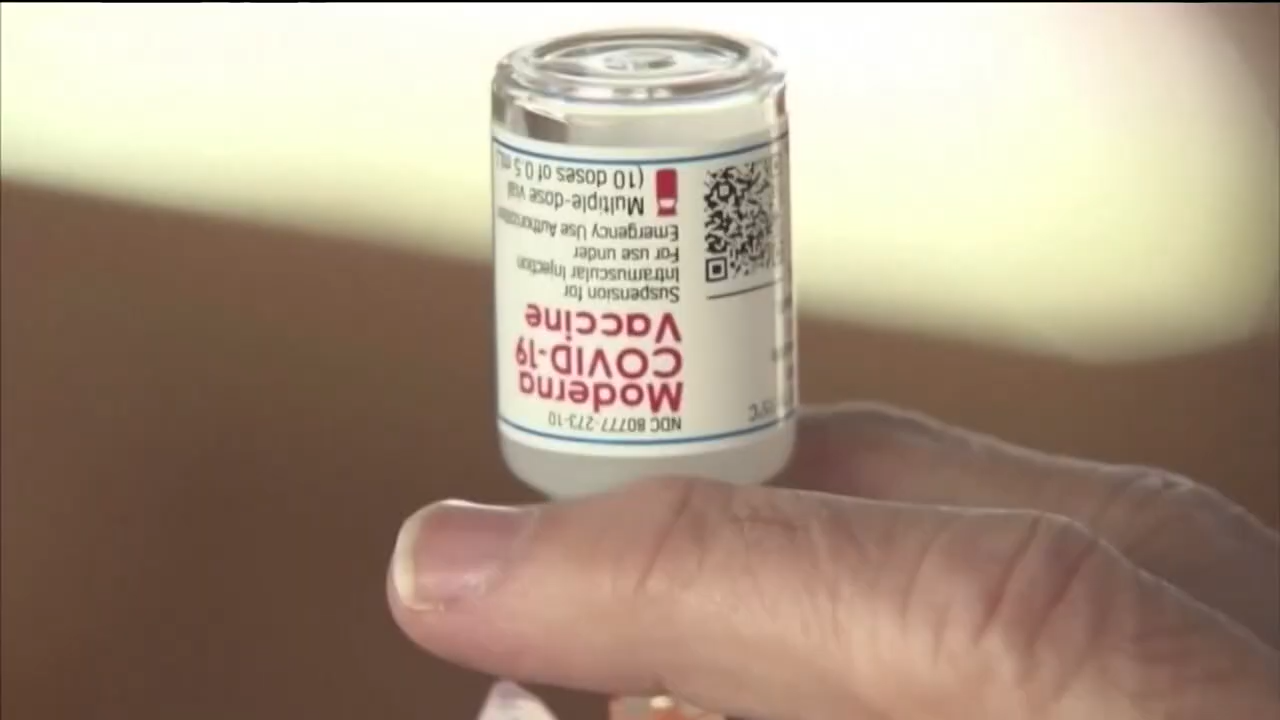 NDC 80777-273-10
Moderna
COVID-19
Vaccine
Suspension for
Intramuscular Injection
For use under
Emergency Use Authorization
Multiple-dose vial
(10 doses of 0.5 mL)